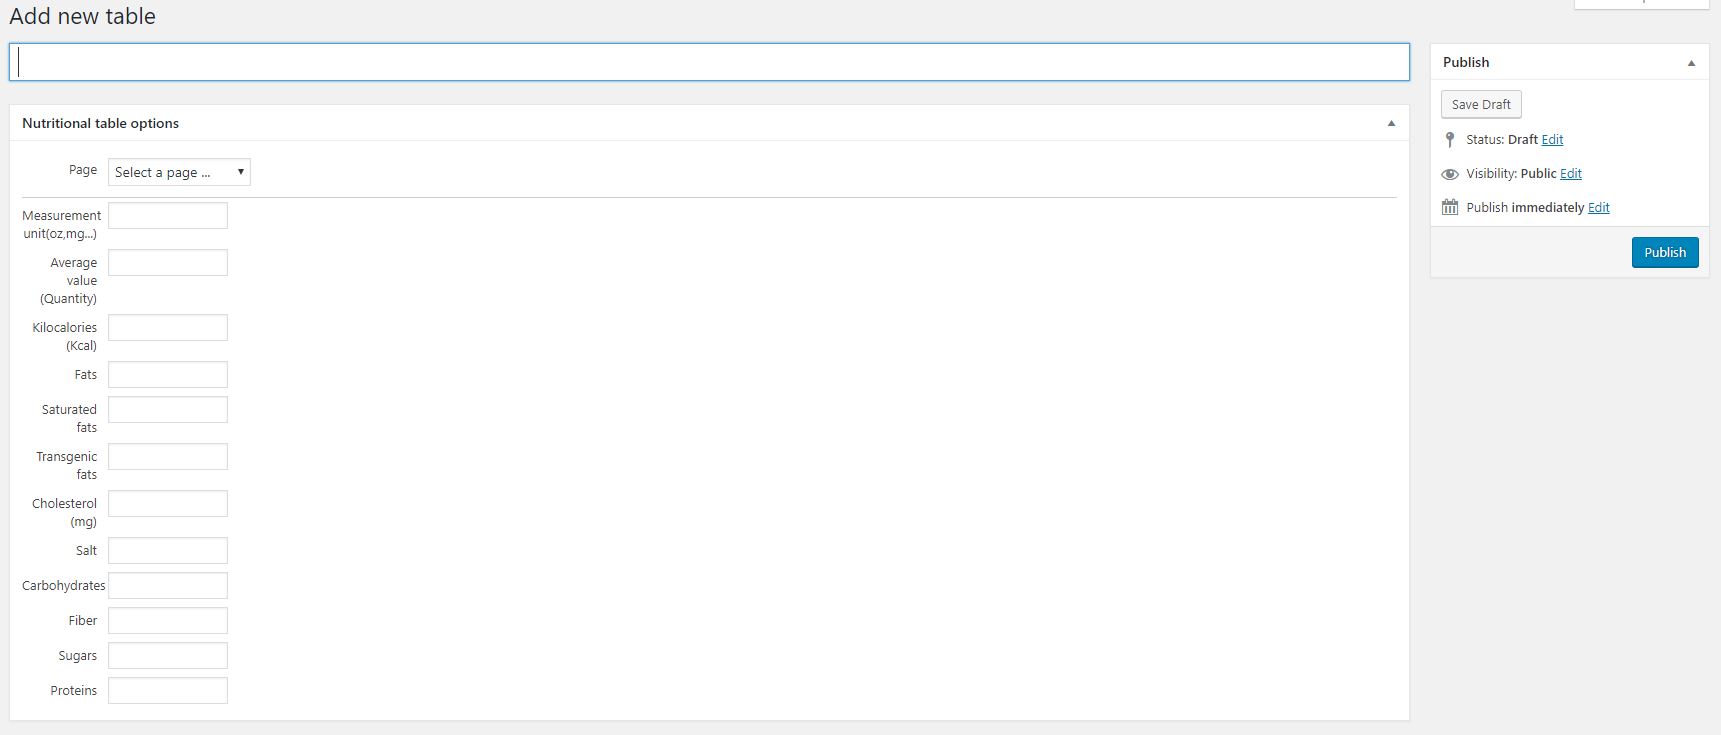 Add new table
Nutritional table options
Page
Select a page ...
Measurement
unit(oz,mg...)
Average
value
(Quantity)
Kilocalories
(Kcal)
Fats
Saturated
fats
Transgenic
fats
Cholesterol
(mg)
Salt
Carbohydrates
Fiber
Sugars
Proteins
Publish
Save Draft
Status: Draft Edit
Visibility: Public Edit
Publish immediately Edit
Publish